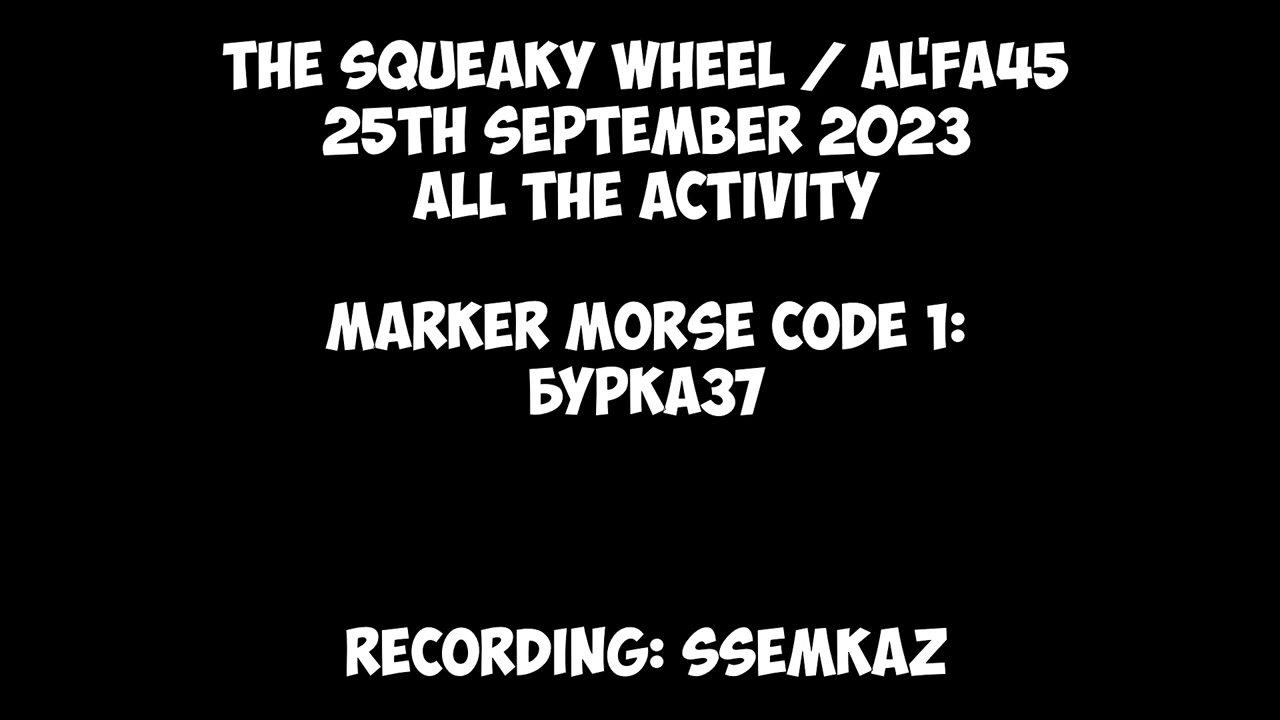 THE SQUEAKY WHEEL / AL'FA45
25TH SEPTEMBER 2023
ALL THE ACTIVITY
MARKER MORSE CODE 1:
БУРКА37
RECORDING: SSEMKAZ